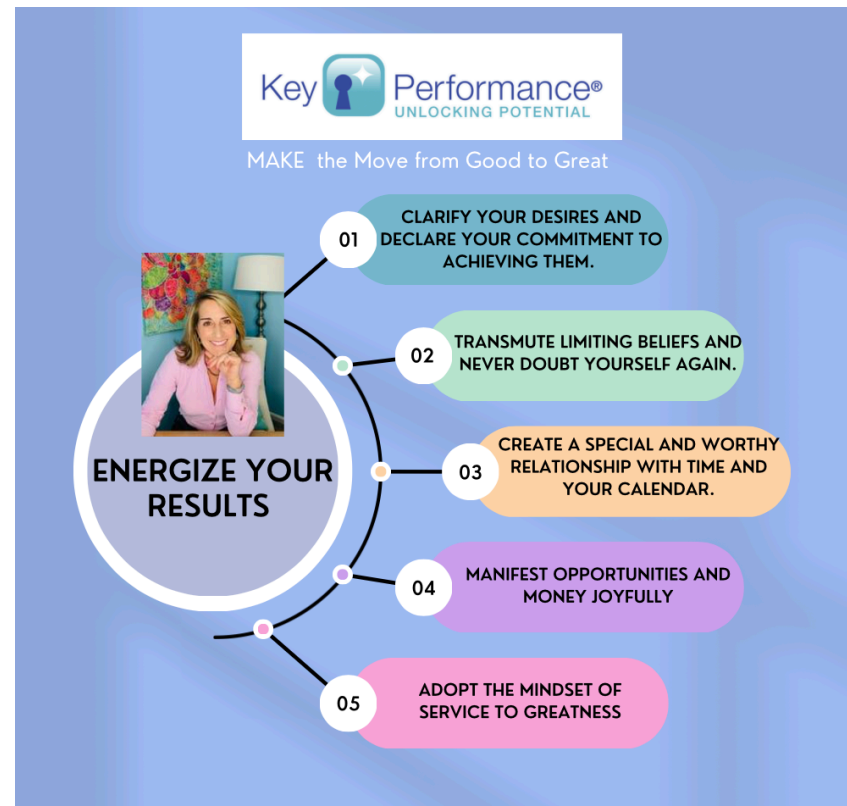 Key Performance®
UNLOCKING POTENTIAL
MAKE the Move from Good to Great
01
CLARIFY YOUR DESIRES AND
DECLARE YOUR COMMITMENT TO
ACHIEVING THEM.
02
TRANSMUTE LIMITING BELIEFS AND
NEVER DOUBT YOURSELF AGAIN.
03
CREATE A SPECIAL AND WORTHY
RELATIONSHIP WITH TIME AND
YOUR CALENDAR.
ENERGIZE YOUR
RESULTS
04
MANIFEST OPPORTUNITIES AND
MONEY JOYFULLY
05
ADOPT THE MINDSET OF
SERVICE TO GREATNESS